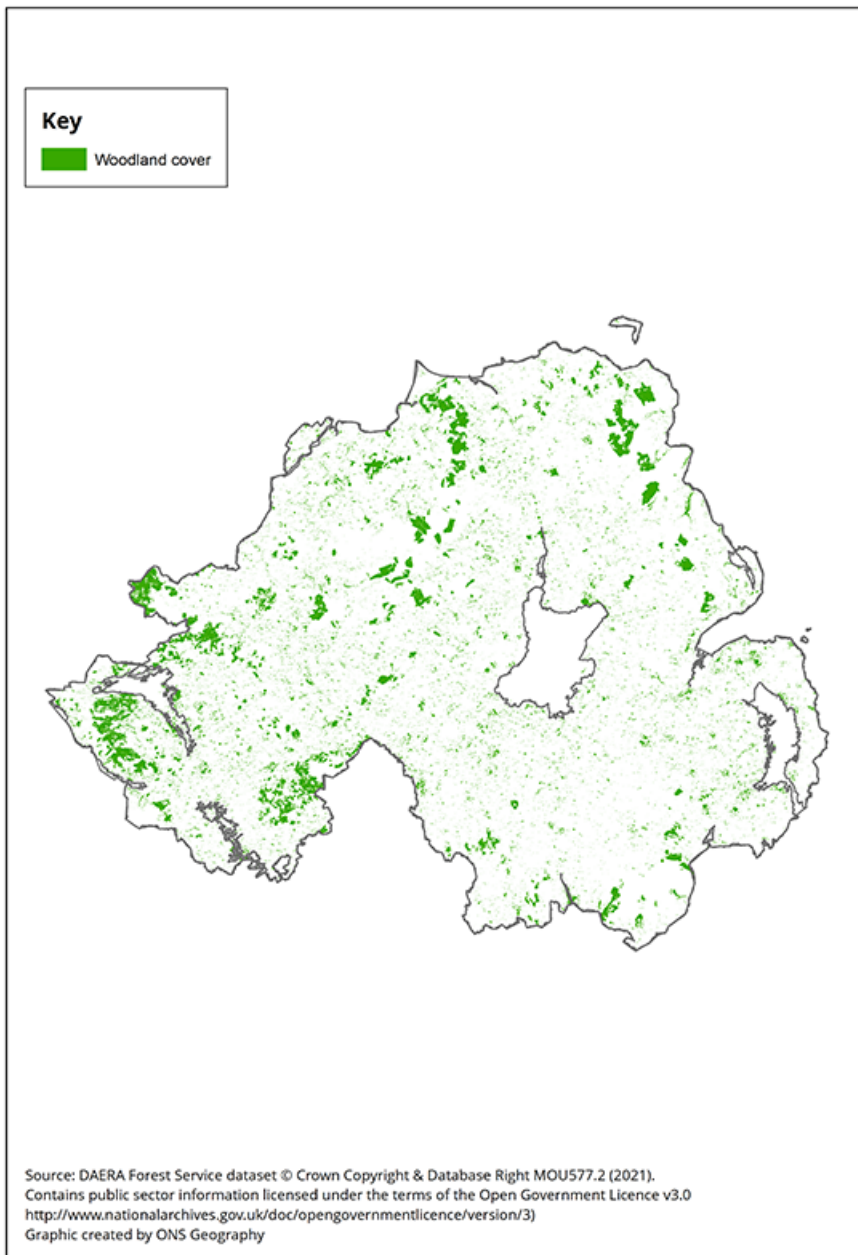 Key
Woodland cover
Source: DAERA Forest Service dataset © Crown Copyright & Database Right MOU577.2 (2021).
Contains public sector information licensed under the terms of the Open Government Licence v3.0
http://www.nationalarchives.gov.uk/doc/opengovernmentlicence/version/3)
Graphic created by ONS Geography